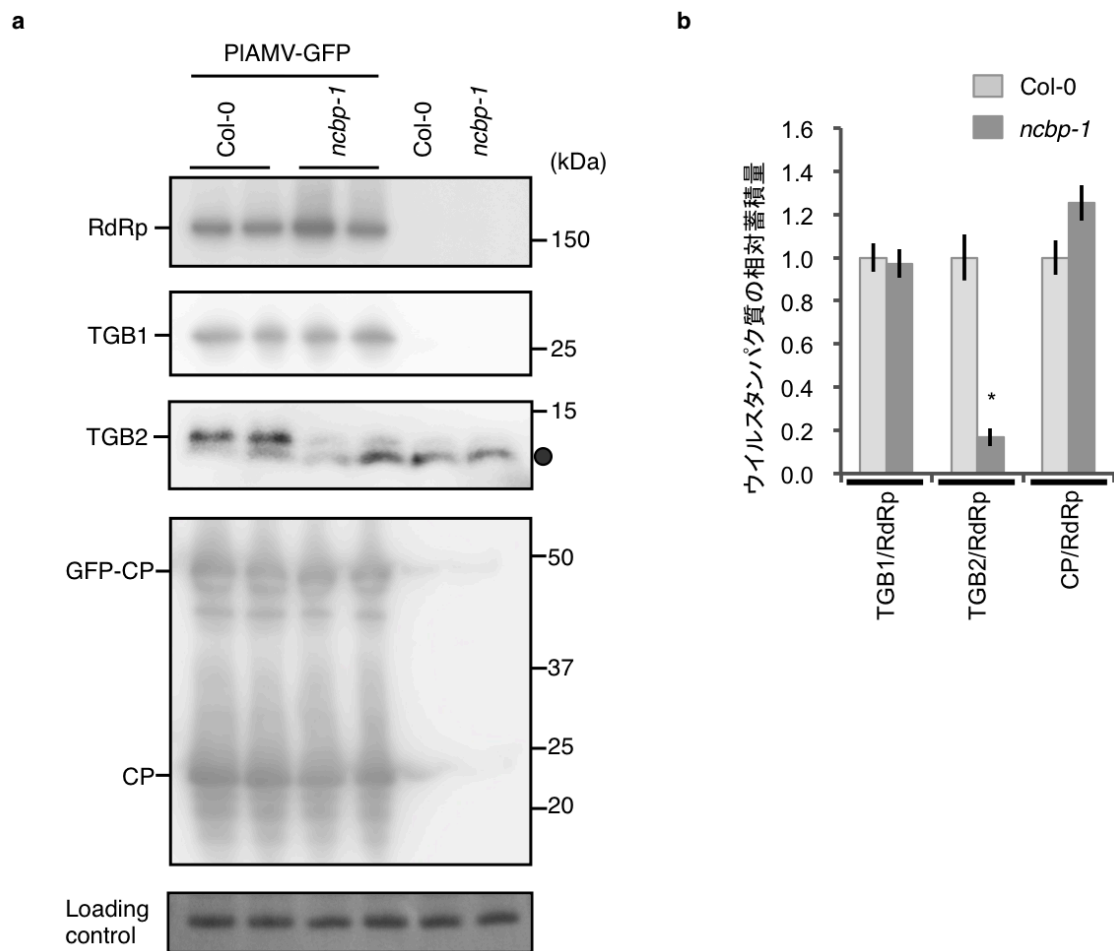 a
PlAMV-GFP
Col-0
ncbp-1
Col-0
ncbp-1
(kDa)
RdRp
150
TGB1
25
15
TGB2
50
GFP-CP
37
25
CP
20
Loading
control
b
Col-0
ncbp-1
ウイルスタンパク質の相対蓄積量
1.6
1.4
1.2
1.0
0.8
0.6
0.4
0.2
0.0
*
TGB1/RdRp
TGB2/RdRp
CP/RdRp